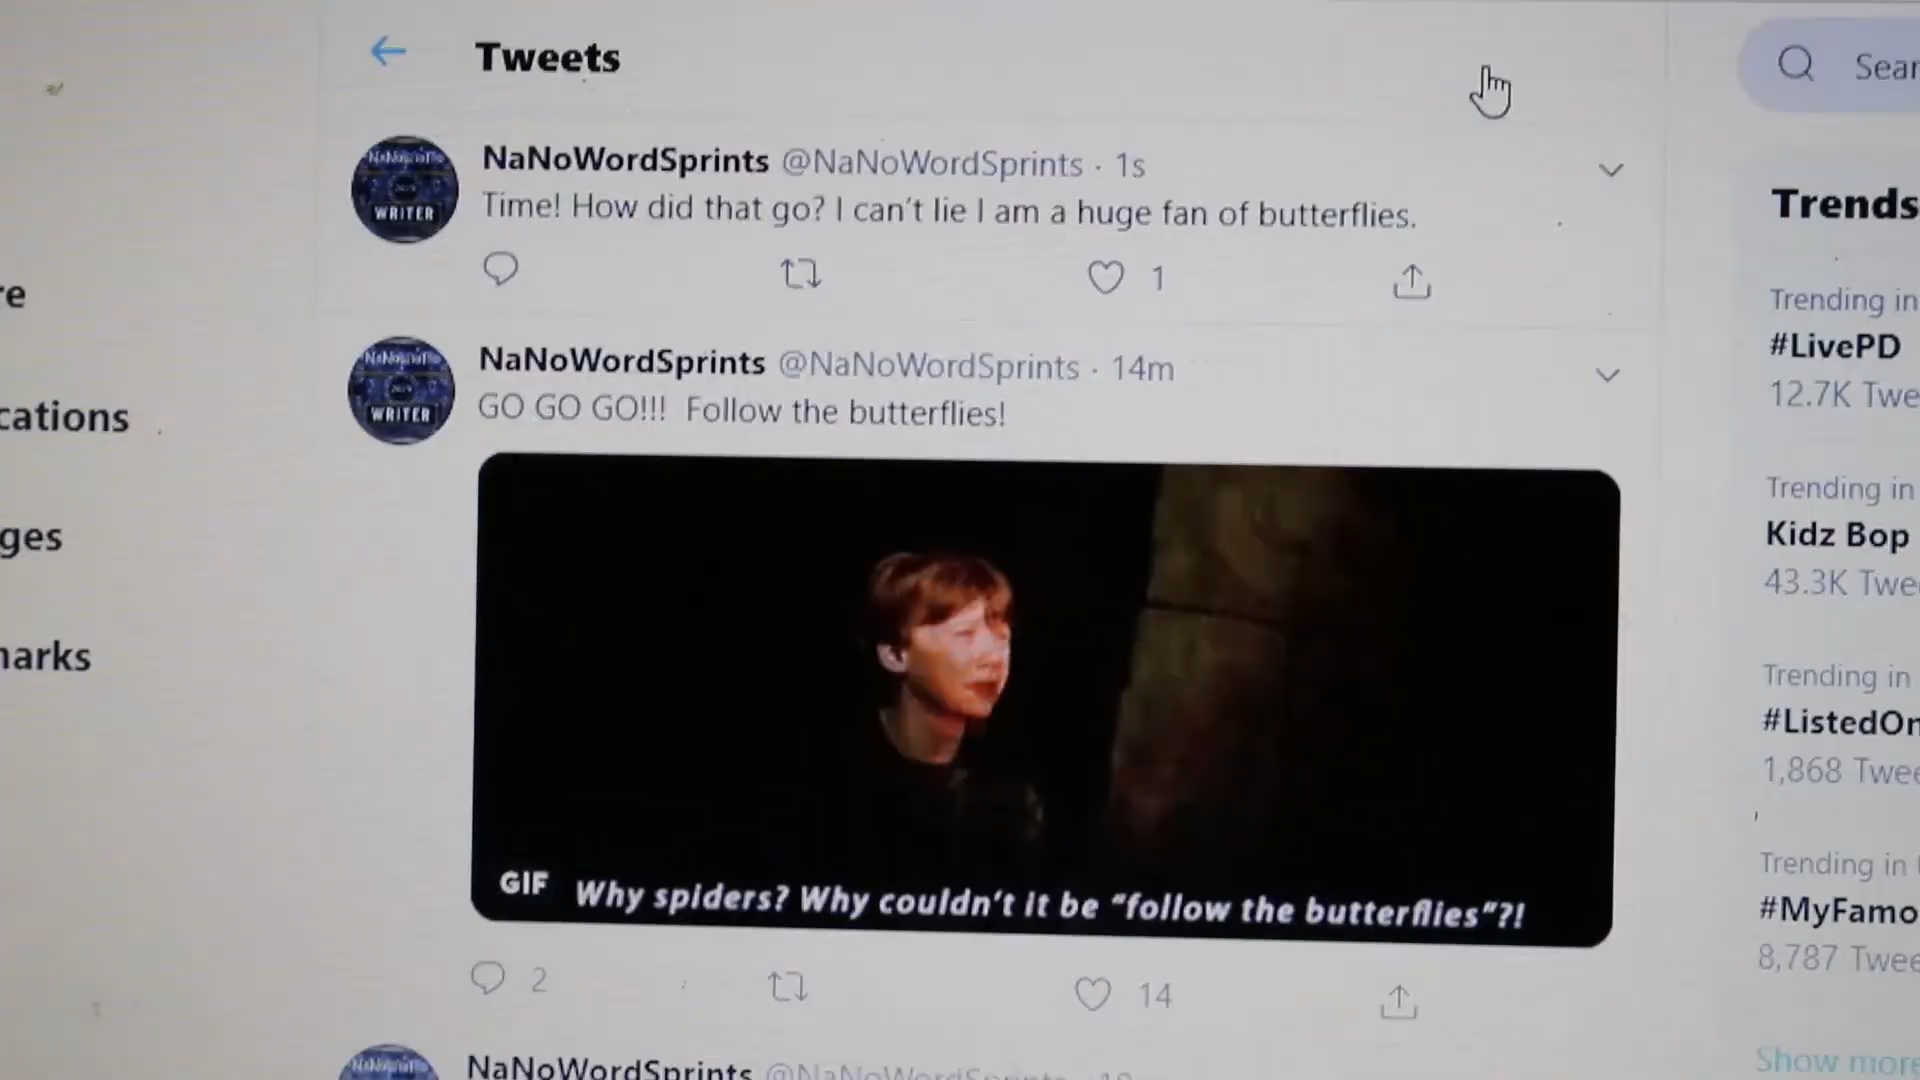 Tweets
Sear
NaNoWordSprints @NaNoWordSprints · 1s
Time! How did that go? I can't lie I am a huge fan of butterflies.
1
NaNoWordSprints @NaNoWordSprints · 14m
GO GO GO!!! Follow the butterflies!
GIF Why spiders? Why couldn't it be "follow the butterflies"?!
2
14
NaNoWordSprints @NaNoWordSprints
WRITER
WRITER
re
cations
ges
narks
Trends
Trending in
#LivePD
12.7K Twe
Trending in
Kidz Bop
43.3K Twee
Trending in
#ListedOn
1,868 Twee
Trending in
#MyFamo
8,787 Twee
Show more